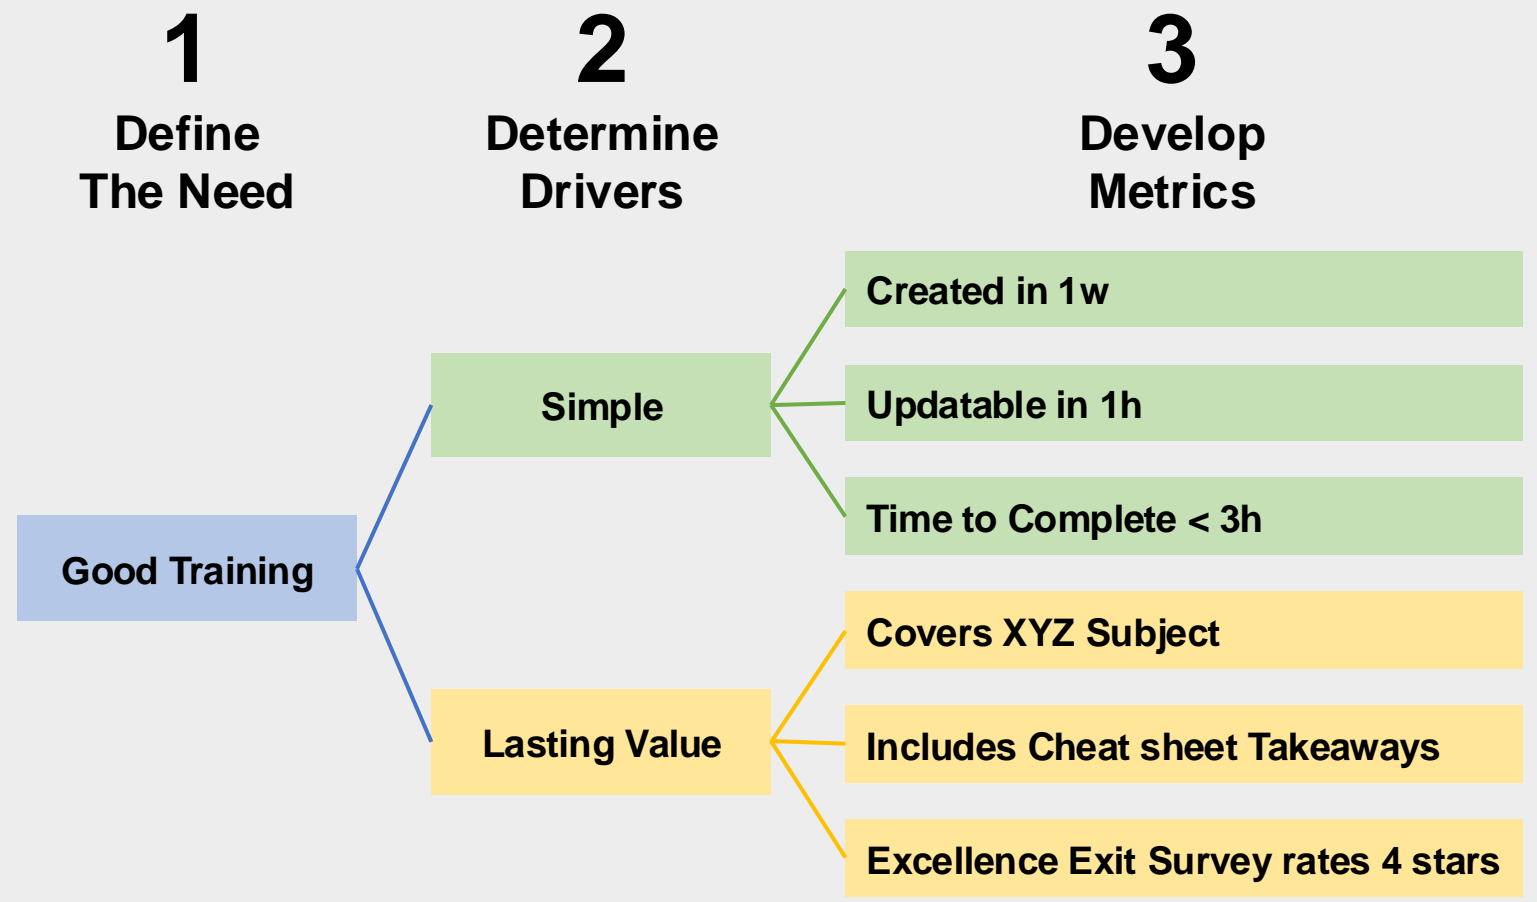 1
Define
The Need
2
Determine
Drivers
3
Develop
Metrics
Good Training
Simple
Created in 1w
Updatable in 1h
Time to Complete < 3h
Lasting Value
Covers XYZ Subject
Includes Cheat sheet Takeaways
Excellence Exit Survey rates 4 stars